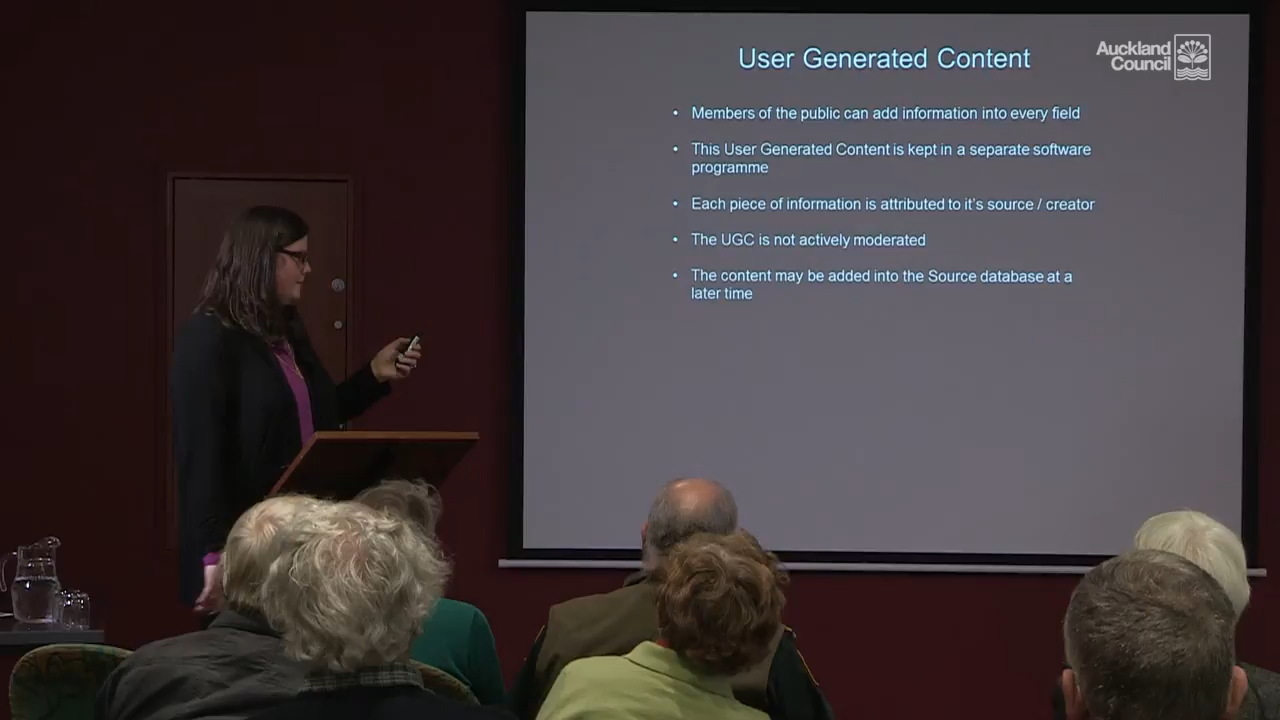 User Generated Content
Auckland
Council
• Members of the public can add information into every field
• This User Generated Content is kept in a separate software
programme
• Each piece of information is attributed to it's source / creator
• The UGC is not actively moderated
• The content may be added into the Source database at a
later time